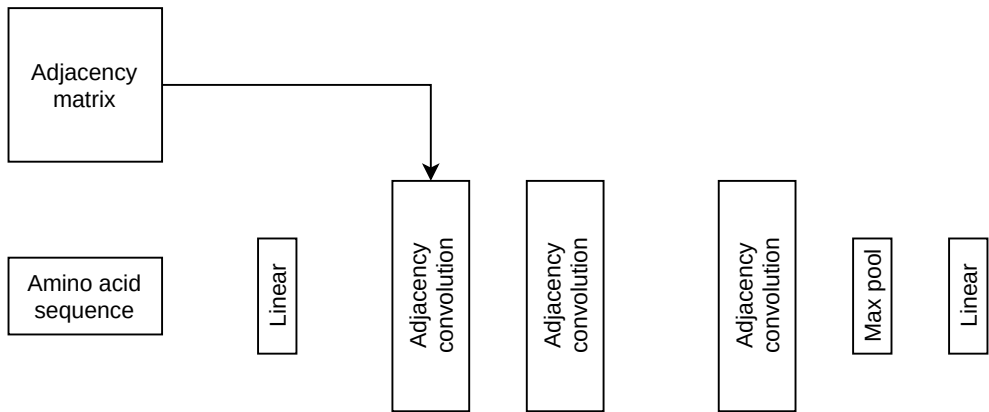 Adjacency
matrix
Amino acid
sequence
Linear
Adjacency
convolution
Adjacency
convolution
Adjacency
convolution
Max pool
Linear